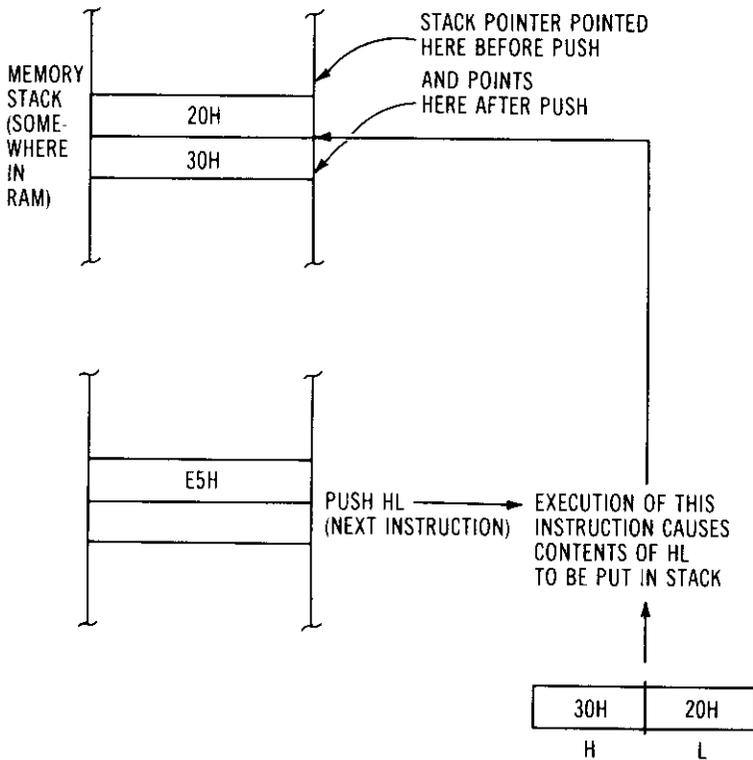 STACK POINTER POINTED
HERE BEFORE PUSH
MEMORY
STACK
(SOME-
WHERE
IN
RAM)
AND POINTS
HERE AFTER PUSH
20H
30H
E5H
PUSH HL
(NEXT INSTRUCTION)
EXECUTION OF THIS
INSTRUCTION CAUSES
CONTENTS OF HL
TO BE PUT IN STACK
30H
20H
H
L